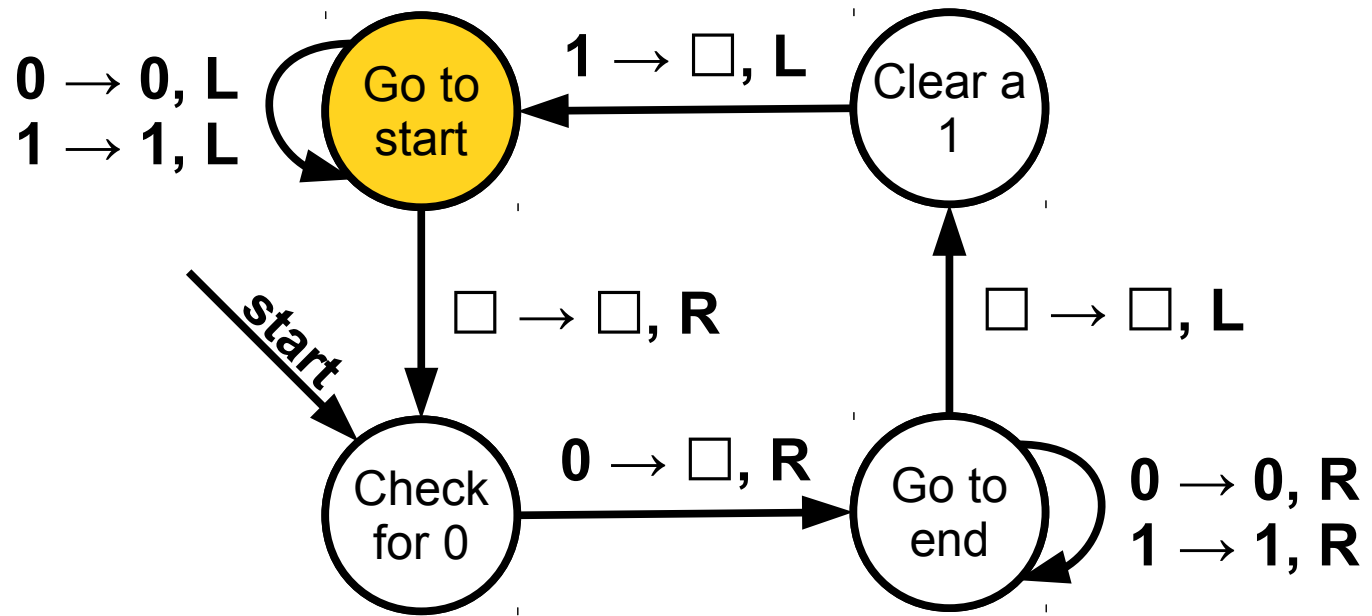 0 → 0, L
1 → 1, L
Go to
start
1 → □, L
Clear a
1
□ → □, R
□ → □, L
start
Check
for 0
0 → □, R
Go to
end
0 → 0, R
1 → 1, R